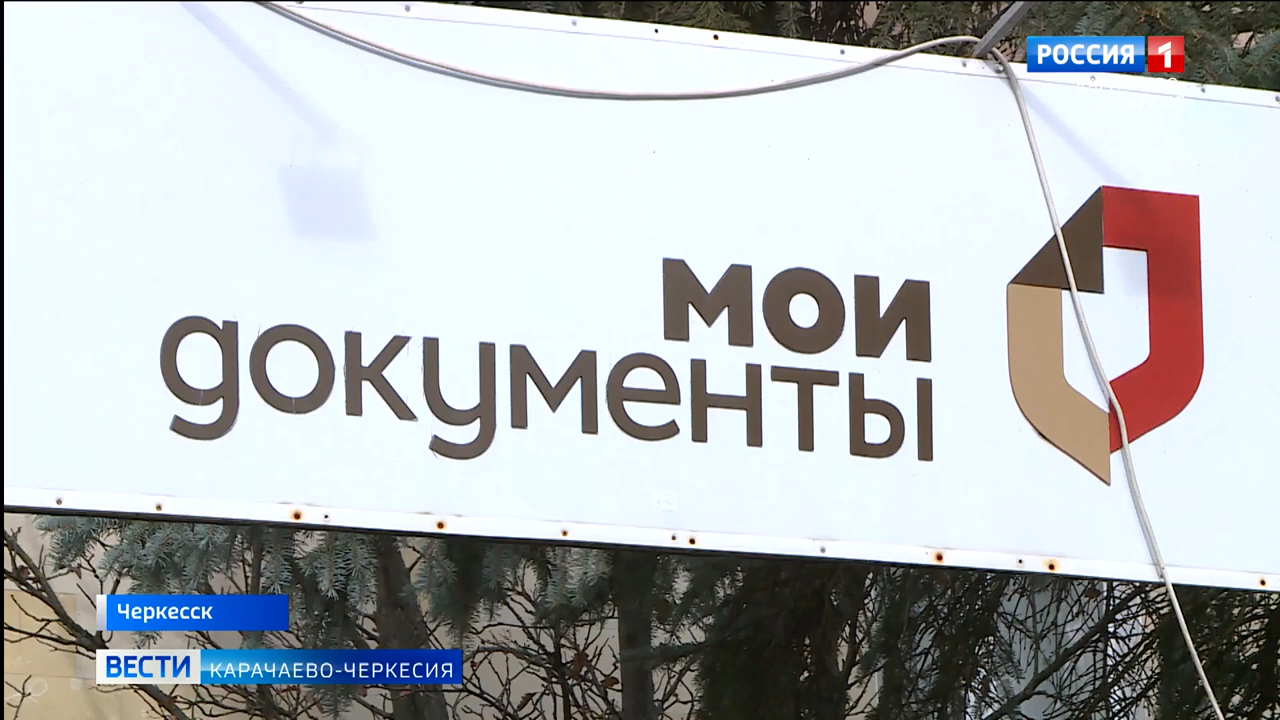 РОССИЯ 1
мои
документы
Черкесск
ВЕСТИ КАРАЧАЕВО-ЧЕРКЕСИЯ